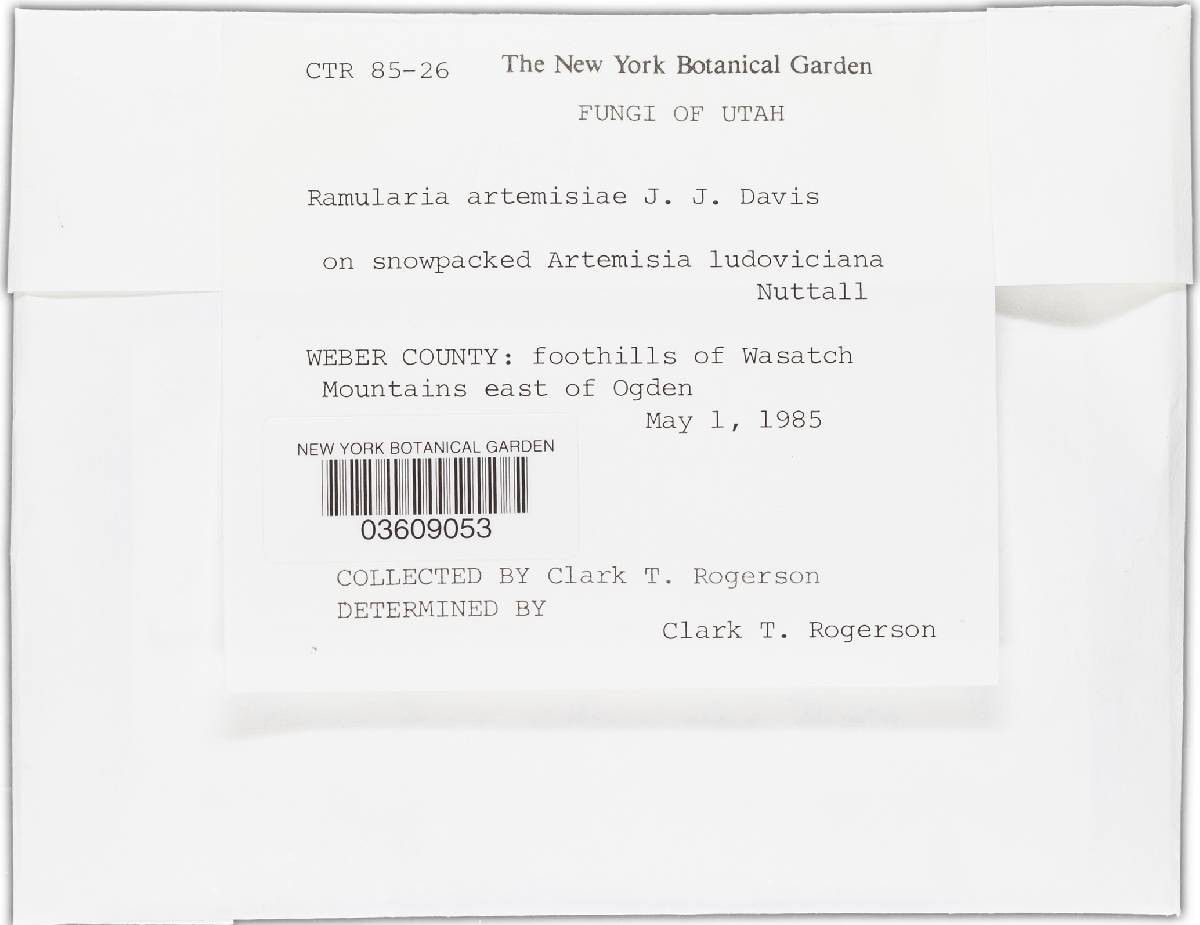 CTR 85-26 The New York Botanical Garden
FUNGI OF UTAH
Ramularia artemisiae J. J. Davis
on snowpacked Artemisia ludoviciana
Nuttall
WEBER COUNTY: foothills of Wasatch
Mountains east of Ogden
May 1, 1985
NEW YORK BOTANICAL GARDEN
03609053
COLLECTED BY Clark T. Rogerson
DETERMINED BY
Clark T. Rogerson